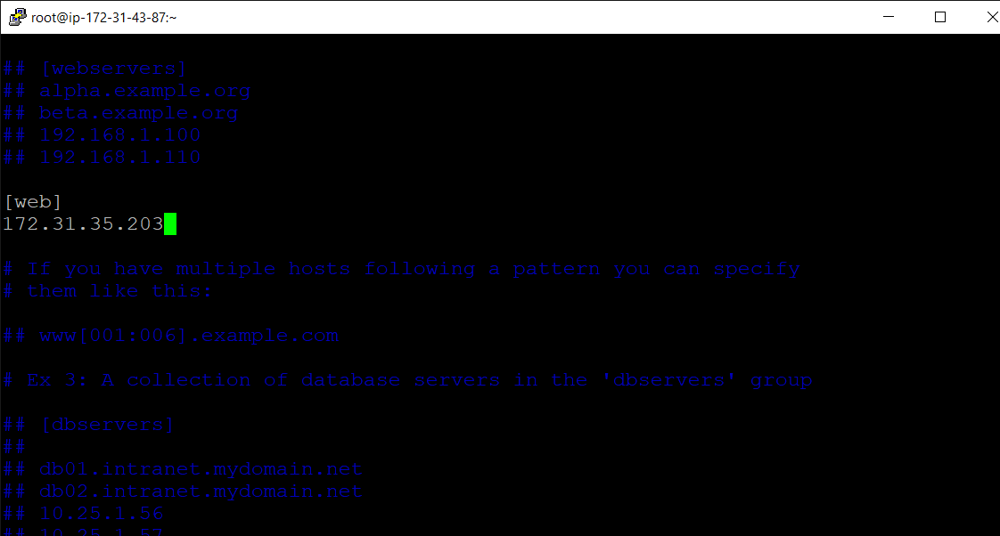 root@ip-172-31-43-87:~
## [webservers]
## alpha.example.org
## beta.example.org
## 192.168.1.100
## 192.168.1.110
[web]
172.31.35.203
# If you have multiple hosts following a pattern you can specify
# them like this:
## www[001:006].example.com
# Ex 3: A collection of database servers in the 'dbservers' group
## [dbservers]
##
## db01.intranet.mydomain.net
## db02.intranet.mydomain.net
## 10.25.1.56
## 10.25.1.57